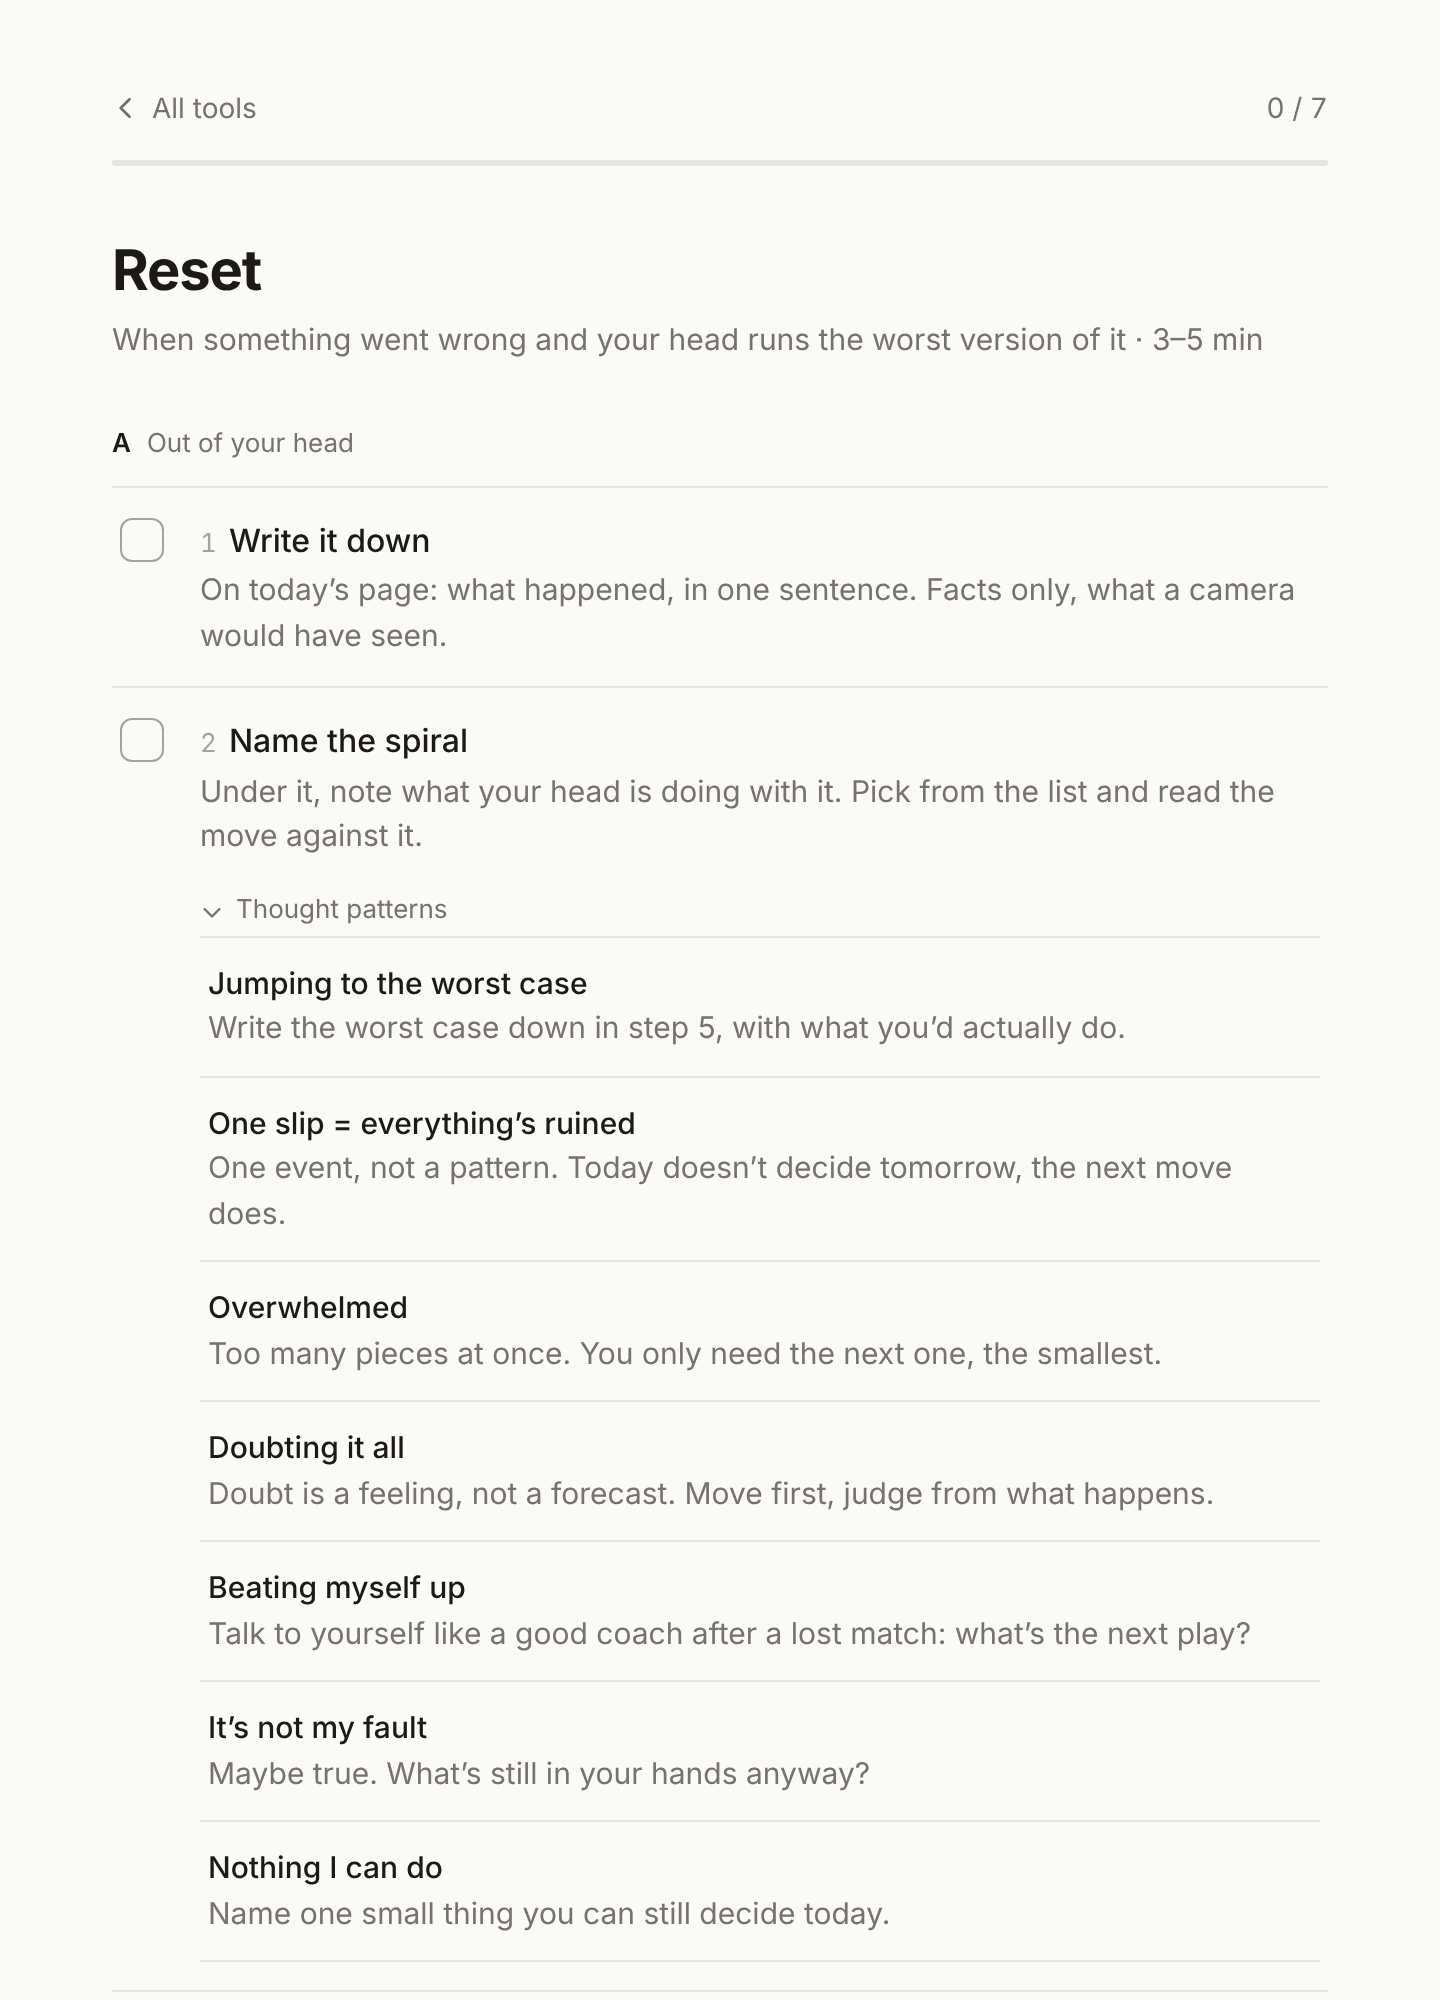 All tools
0 / 7
Reset
When something went wrong and your head runs the worst version of it · 3–5 min
A Out of your head
1 Write it down
On today’s page: what happened, in one sentence. Facts only, what a camera
would have seen.
2 Name the spiral
Under it, note what your head is doing with it. Pick from the list and read the
move against it.
Thought patterns
Jumping to the worst case
Write the worst case down in step 5, with what you’d actually do.
One slip = everything’s ruined
One event, not a pattern. Today doesn’t decide tomorrow, the next move
does.
Overwhelmed
Too many pieces at once. You only need the next one, the smallest.
Doubting it all
Doubt is a feeling, not a forecast. Move first, judge from what happens.
Beating myself up
Talk to yourself like a good coach after a lost match: what’s the next play?
It’s not my fault
Maybe true. What’s still in your hands anyway?
Nothing I can do
Name one small thing you can still decide today.